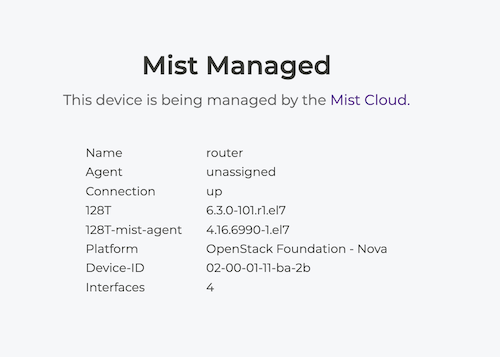 Mist Managed
This device is being managed by the Mist Cloud.
Name router
Agent unassigned
Connection up
128T 6.3.0-101.r1.el7
128T-mist-agent 4.16.6990-1.el7
Platform OpenStack Foundation - Nova
Device-ID 02-00-01-11-ba-2b
Interfaces 4